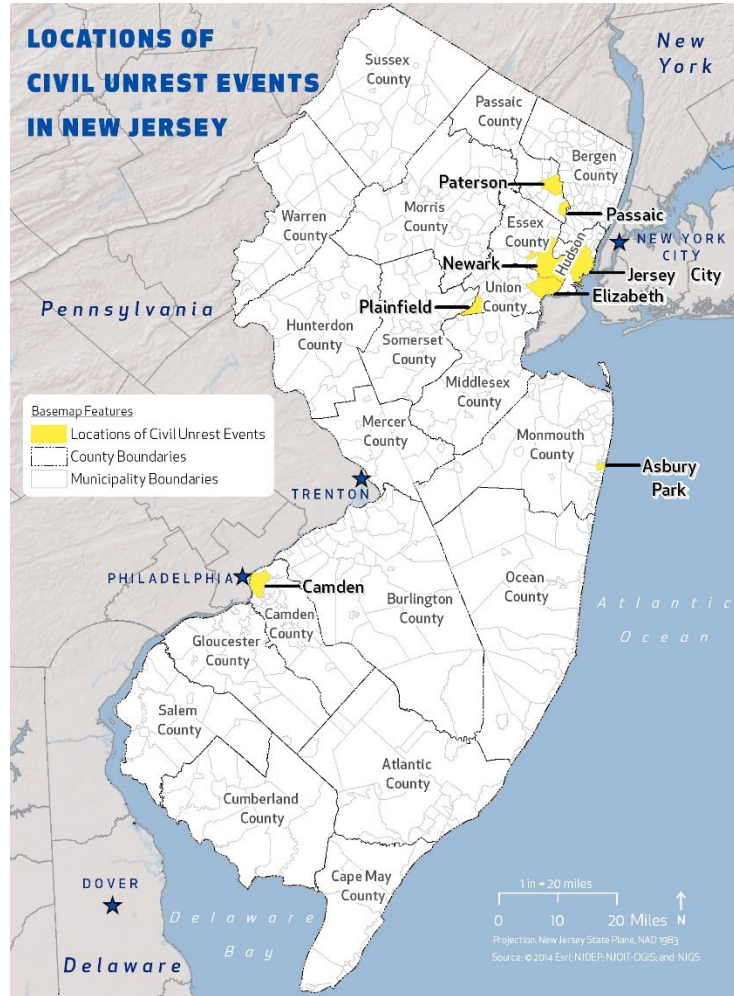 LOCATIONS OF
CIVIL UNREST EVENTS
IN NEW JERSEY
New
York
Sussex
County
Passaic
County
Bergen
County
Paterson
Passaic
Warren
County
Morris
County
Essex
County
Hudson
NEW YORK
CITY
Newark
Jersey City
Union
County
Elizabeth
Plainfield
Pennsylvania
Hunterdon
County
Somerset
County
Middlesex
County
Mercer
County
Monmouth
County
Asbury
Park
Basemap Features
Locations of Civil Unrest Events
County Boundaries
Municipality Boundaries
TRENTON
PHILADELPHIA
Camden
Camden
County
Burlington
County
Ocean
County
Atlantic
Ocean
Gloucester
County
Salem
County
Atlantic
County
Cumberland
County
Cape May
County
DOVER
Delaware
Bay
Delaware
1 in = 20 miles
0 10 20 Miles
N
Projection: New Jersey State Plane, NAD 1983
Source: © 2014 Esri; NJDEP; NJOIT-OGIS; and NJGS